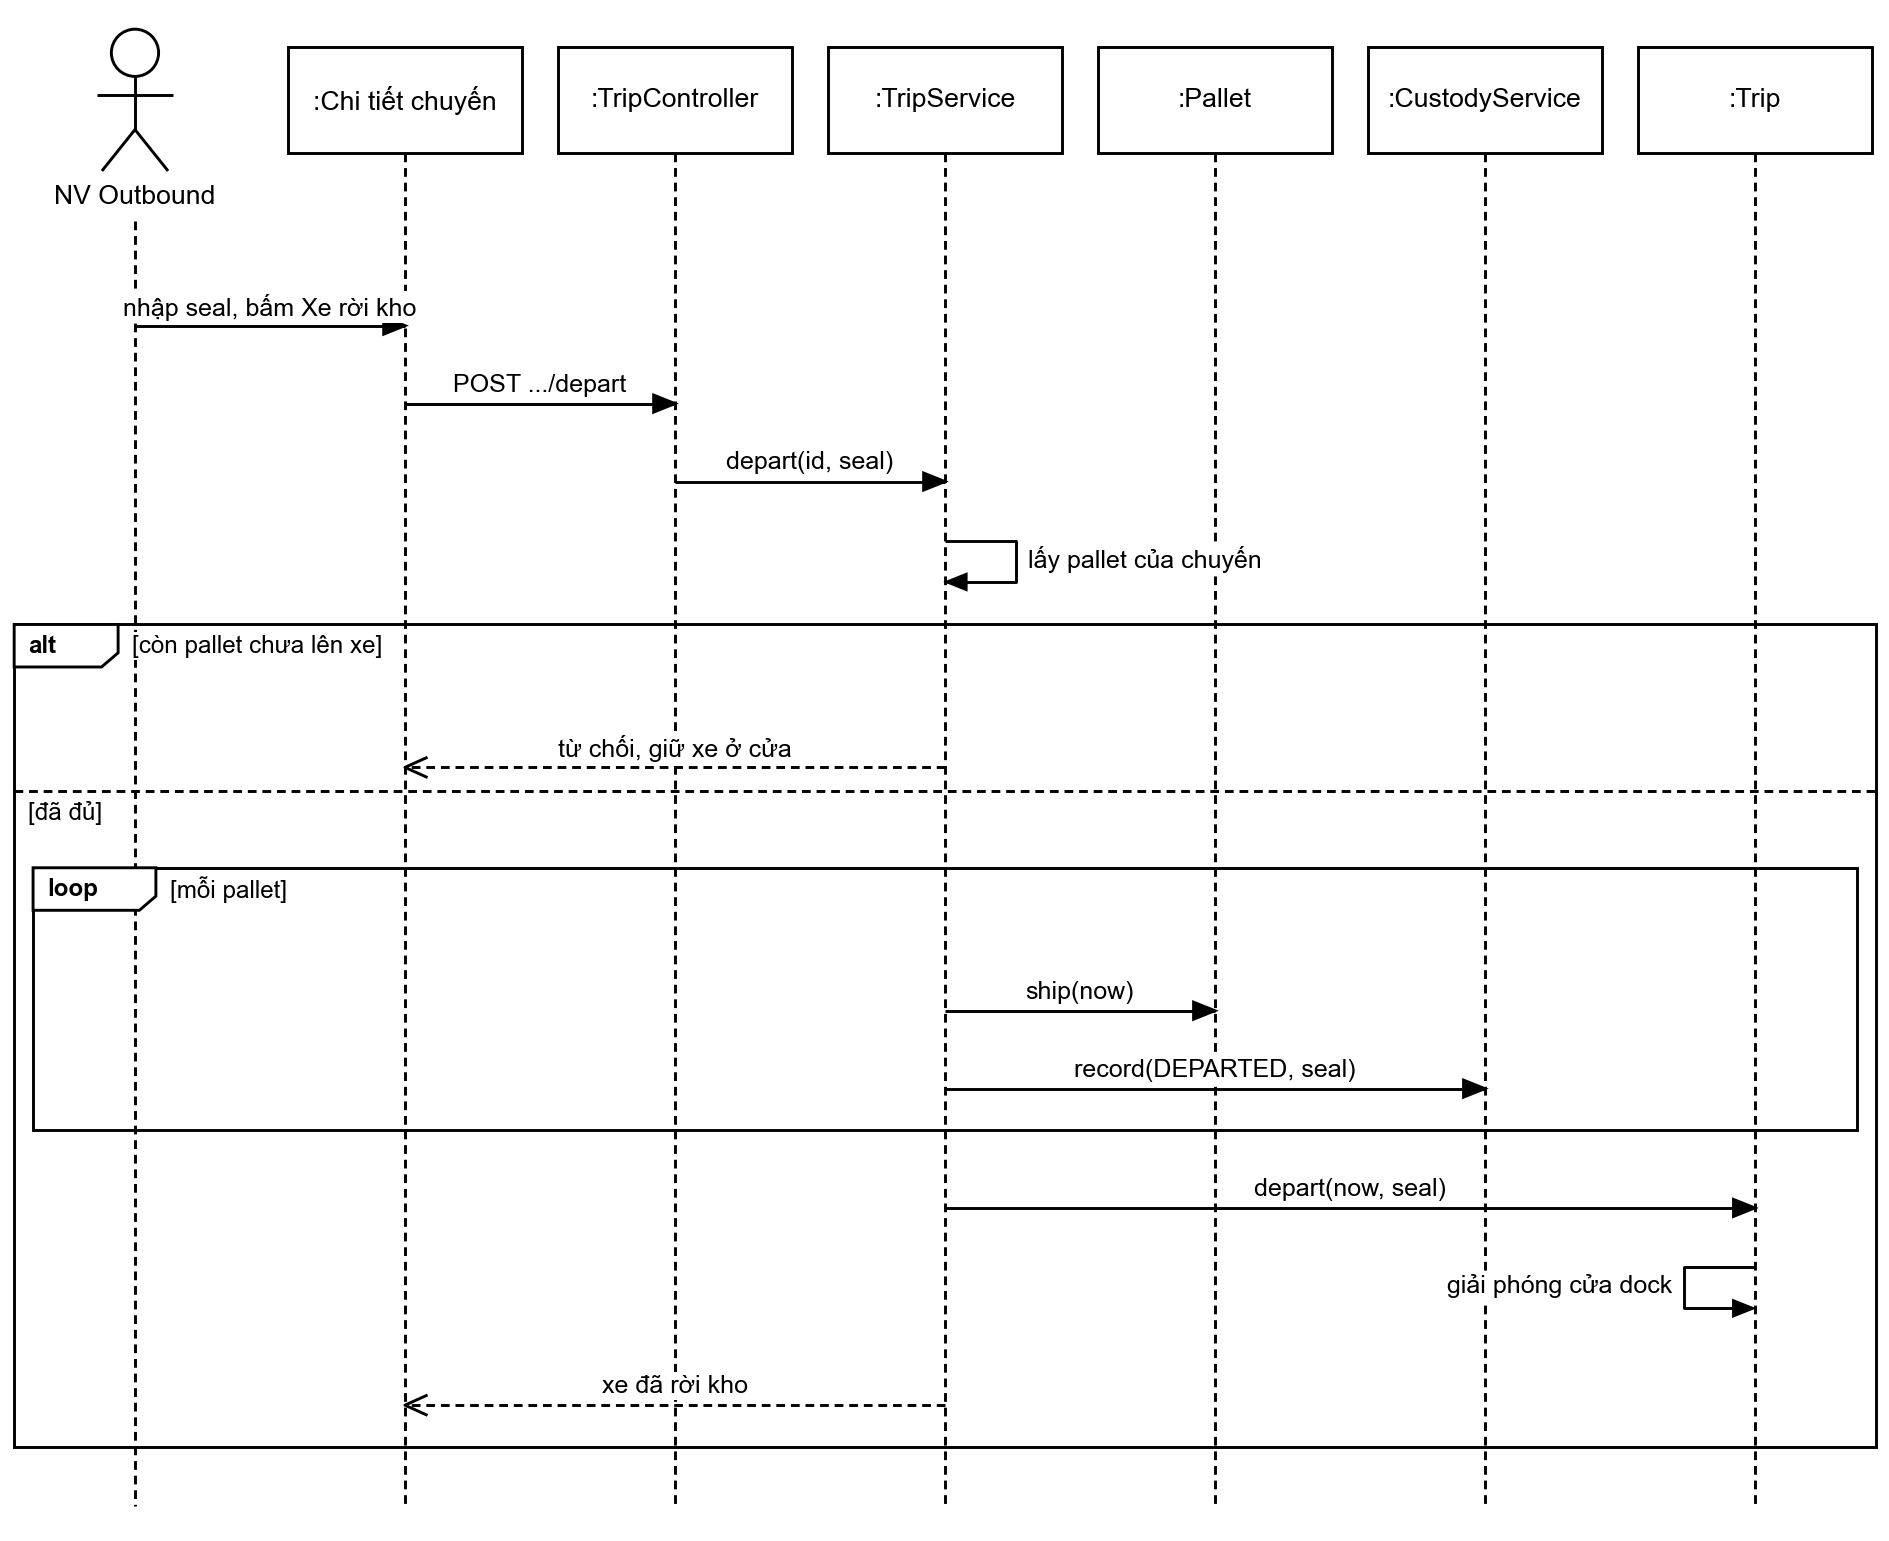 NV Outbound
:Chi tiết chuyến
:TripController
:TripService
:Pallet
:CustodyService
:Trip
nhập seal, bấm Xe rời kho
POST .../depart
depart(id, seal)
lấy pallet của chuyến
alt
[còn pallet chưa lên xe]
từ chối, giữ xe ở cửa
[đã đủ]
loop
[mỗi pallet]
ship(now)
record(DEPARTED, seal)
depart(now, seal)
giải phóng cửa dock
xe đã rời kho